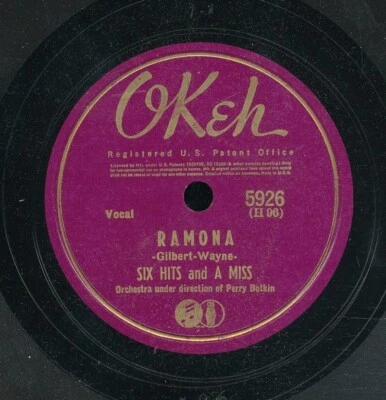 OKeh
Registered U. S. Patent Office
Vocal
5926
(H 96)
RAMONA
-Gilbert-Wayne-
SIX HITS and A MISS
Orchestra under direction of Perry Botkin